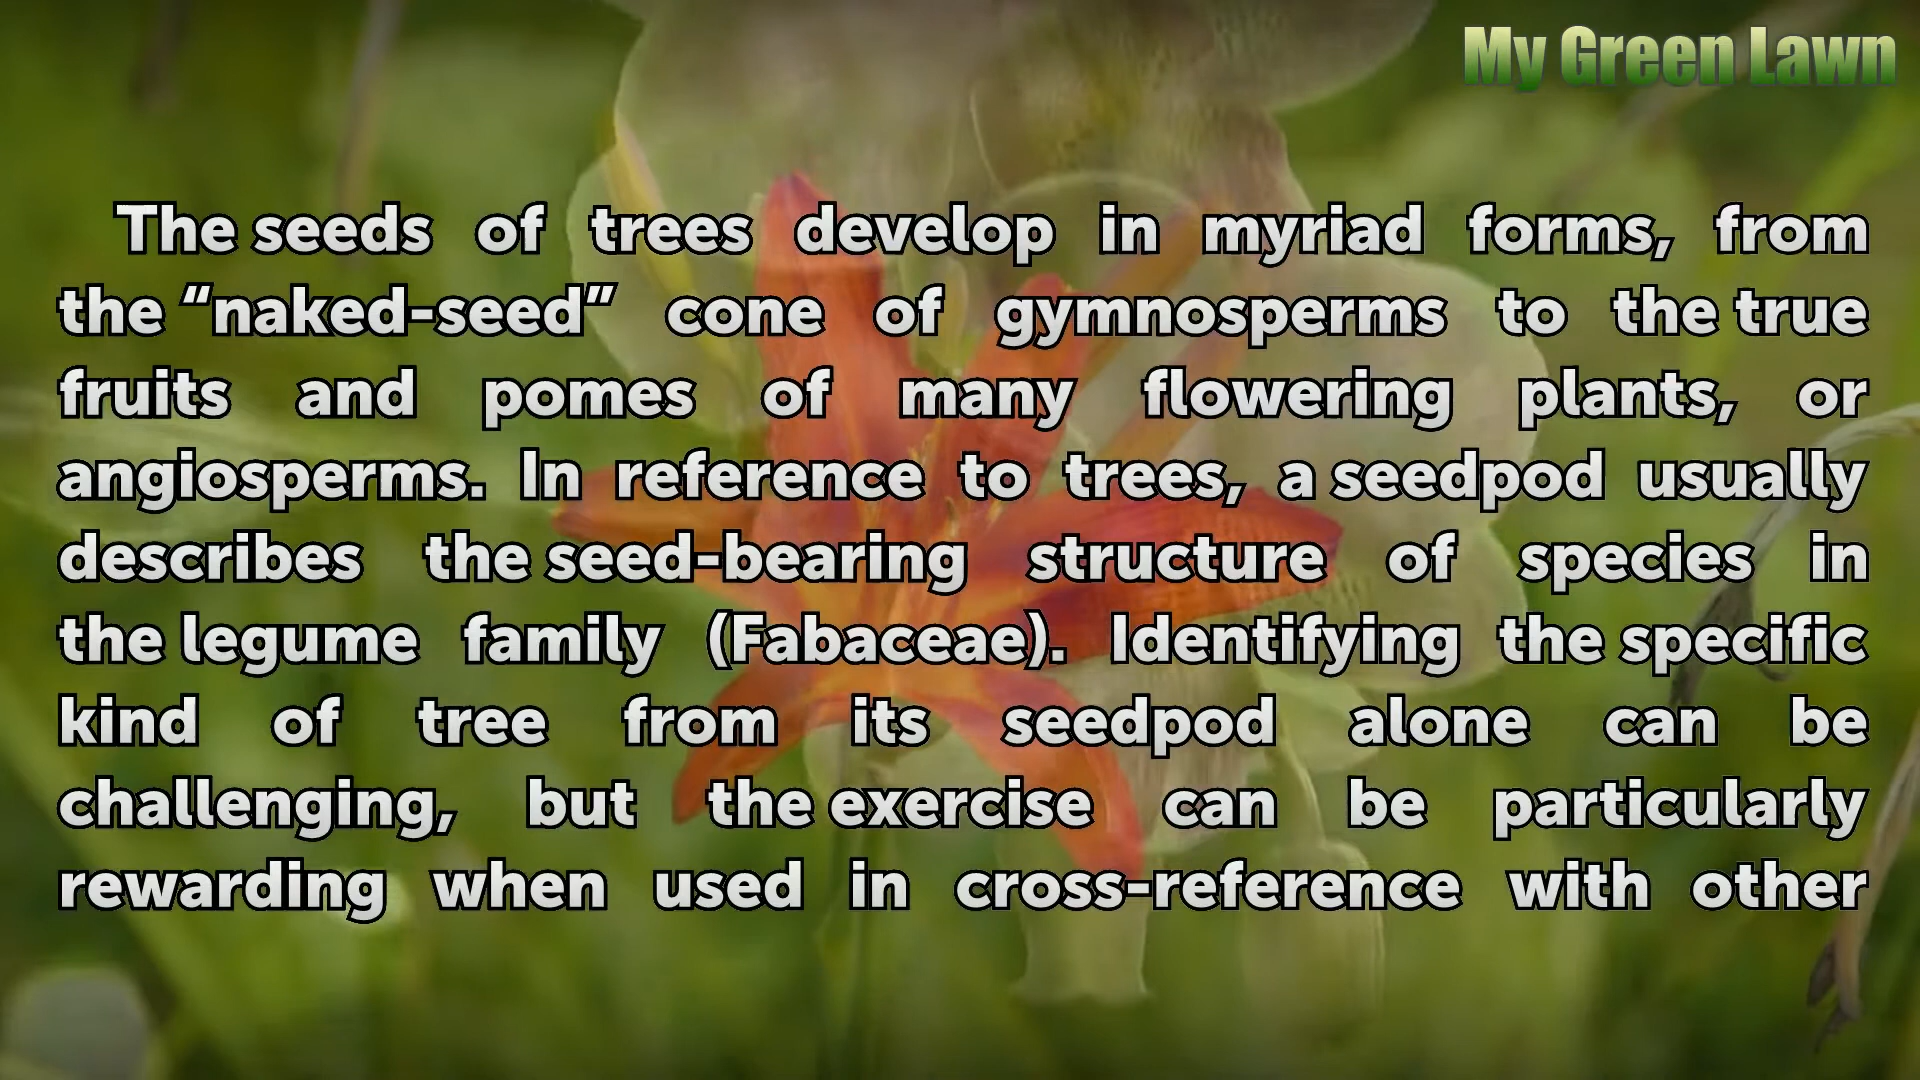 My Green Lawn
The seeds of trees develop in myriad forms, from
the “naked-seed” cone of gymnosperms to the true
fruits and pomes of many flowering plants, or
angiosperms. In reference to trees, a seedpod usually
describes the seed-bearing structure of species in
the legume family (Fabaceae). Identifying the specific
kind of tree from its seedpod alone can be
challenging, but the exercise can be particularly
rewarding when used in cross-reference with other